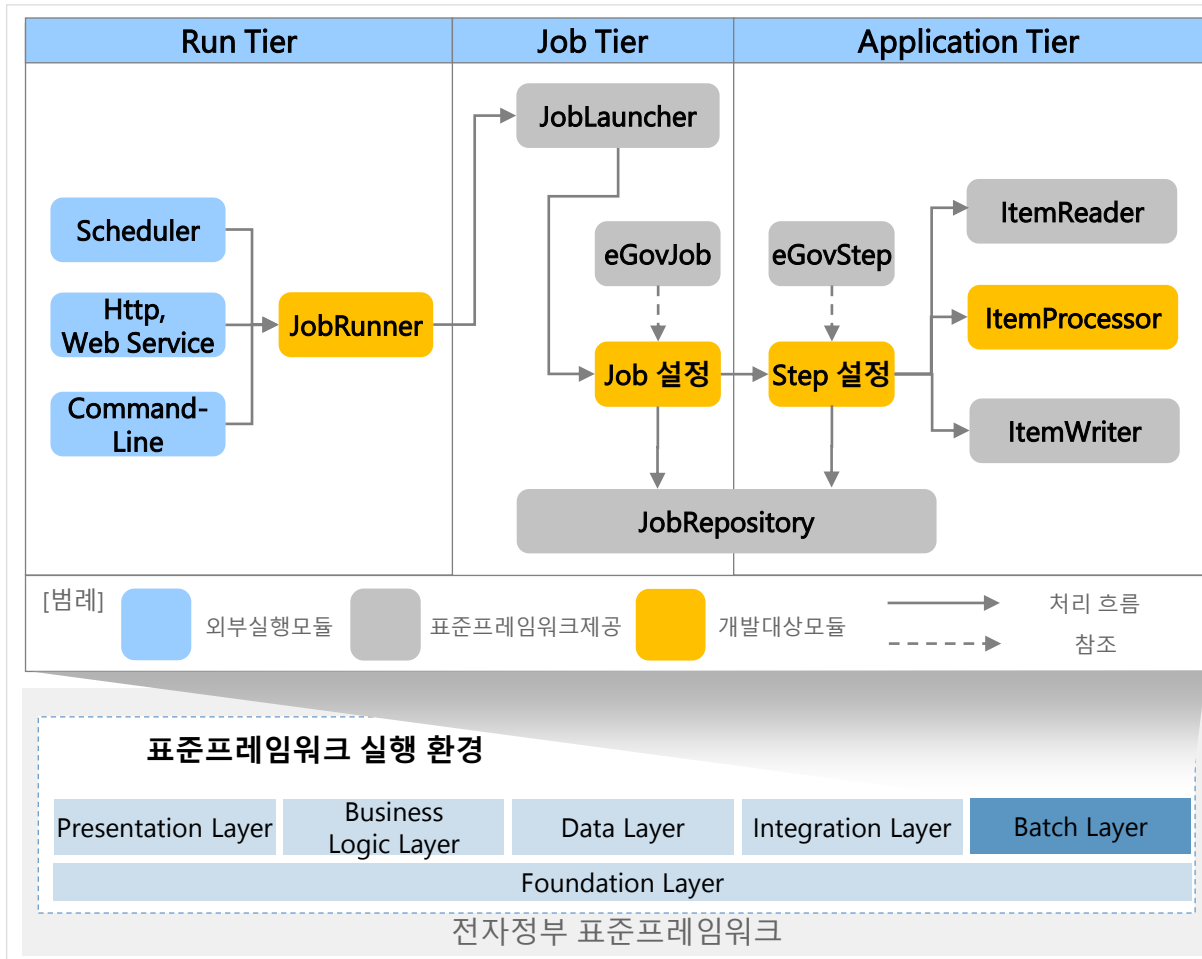 Run Tier
Job Tier
Application Tier
JobLauncher
Scheduler
Http,
Web Service
Command-
Line
JobRunner
eGovJob
eGovStep
Job 설정
Step 설정
ItemReader
ItemProcessor
ItemWriter
JobRepository
[범례]
외부실행모듈
표준프레임워크제공
개발대상모듈
처리 흐름
참조
표준프레임워크 실행 환경
Presentation Layer
Business
Logic Layer
Data Layer
Integration Layer
Batch Layer
Foundation Layer
전자정부 표준프레임워크